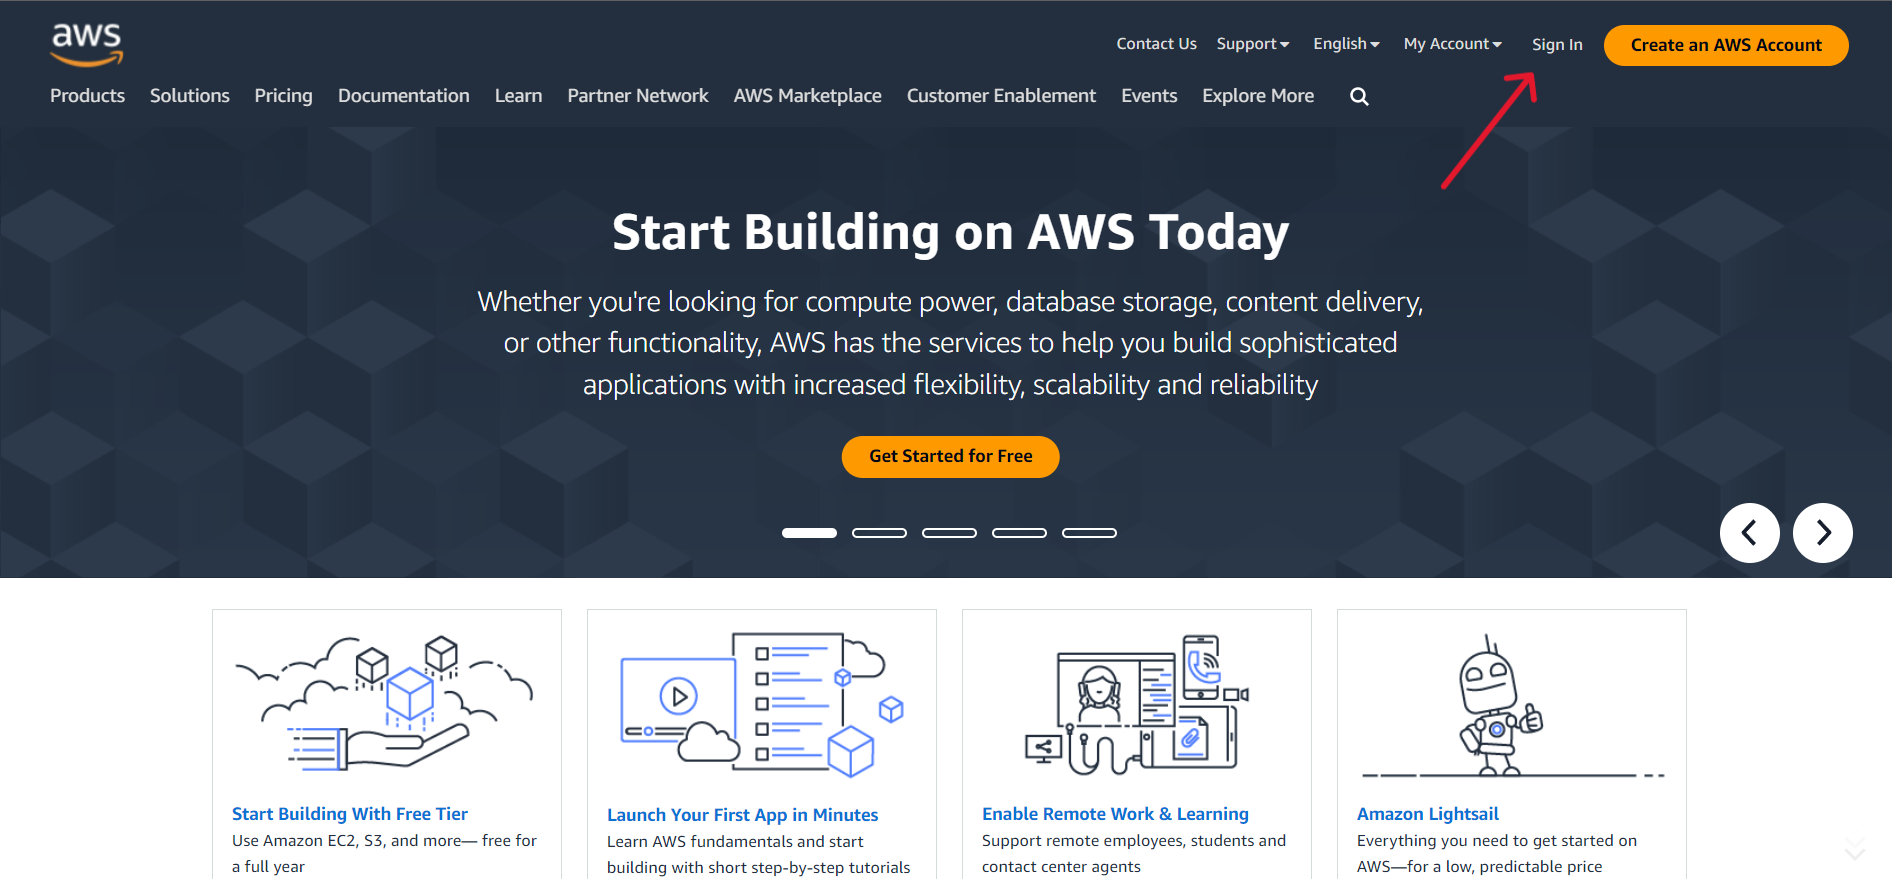 aws
Contact Us Support English My Account Sign In Create an AWS Account
Products Solutions Pricing Documentation Learn Partner Network AWS Marketplace Customer Enablement Events Explore More
Start Building on AWS Today
Whether you're looking for compute power, database storage, content delivery,
or other functionality, AWS has the services to help you build sophisticated
applications with increased flexibility, scalability and reliability
Get Started for Free
Start Building With Free Tier
Use Amazon EC2, S3, and more— free for
a full year
Launch Your First App in Minutes
Learn AWS fundamentals and start
building with short step-by-step tutorials
Enable Remote Work & Learning
Support remote employees, students and
contact center agents
Amazon Lightsail
Everything you need to get started on
AWS—for a low, predictable price